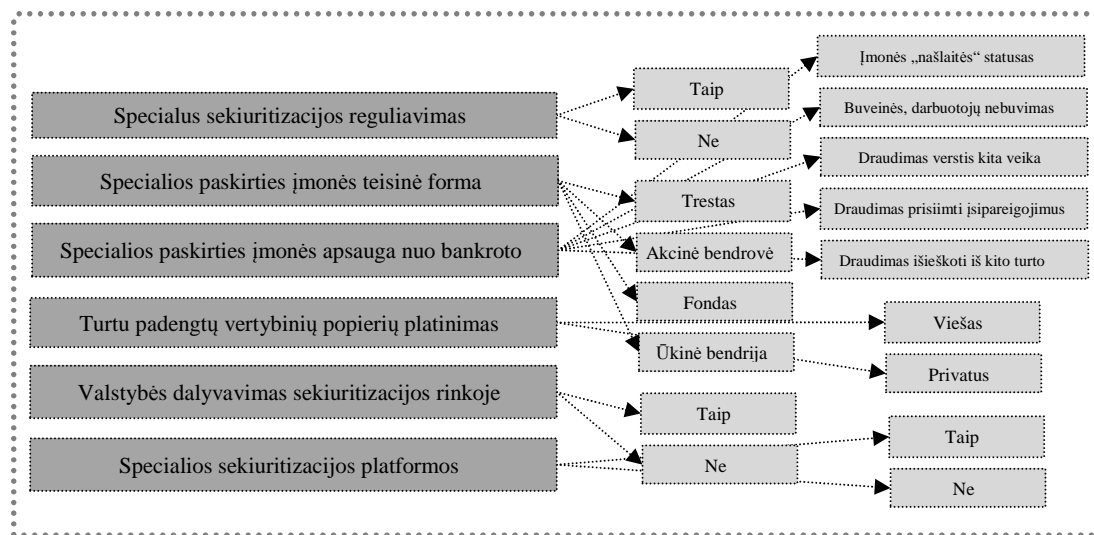 Specialus sekiuritizacijos reguliavimas
Specialios paskirties įmonės teisinė forma
Specialios paskirties įmonės apsauga nuo bankroto
Turtu padengtų vertybinių popierių platinimas
Valstybės dalyvavimas sekiuritizacijos rinkoje
Specialios sekiuritizacijos platformos
Taip
Ne
Trestas
Akcinė bendrovė
Fondas
Ūkinė bendrija
Taip
Ne
Įmonės „našlaitės“ statusas
Buveinės, darbuotojų nebuvimas
Draudimas verstis kita veika
Draudimas prisiimti įsipareigojimus
Draudimas išieškoti iš kito turto
Viešas
Privatus
Taip
Ne